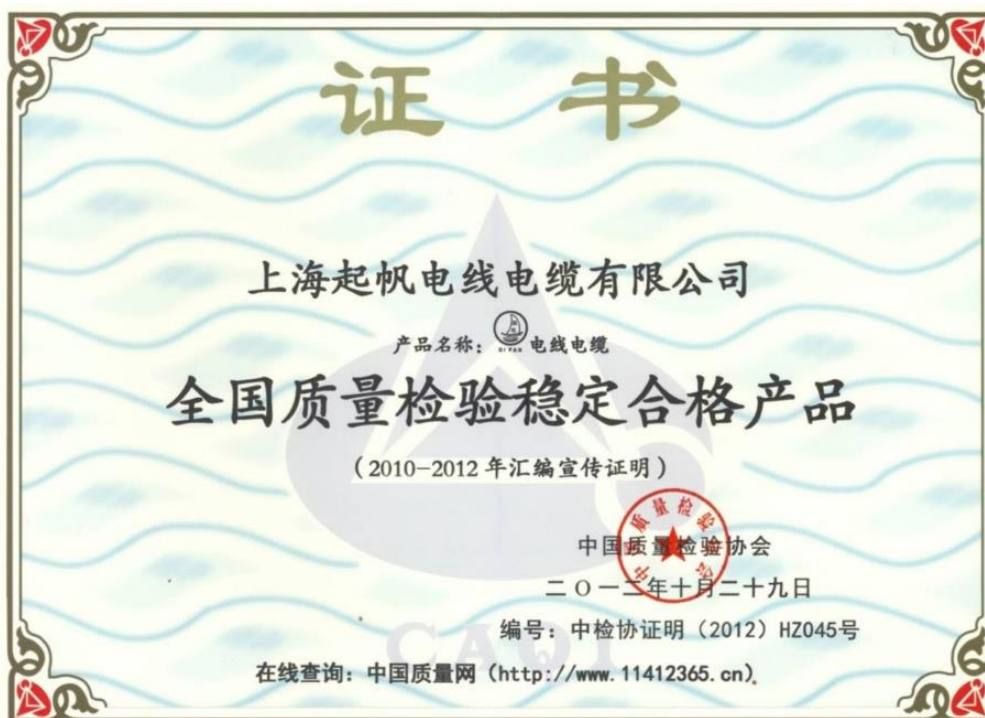 证 书
上海起帆电线电缆有限公司
产品名称： QI FAN 电线电缆
全国质量检验稳定合格产品
（2010-2012年汇编宣传证明）
中国质量检验协会
二〇一二年十月二十九日
编号：中检协证明（2012）HZ045号
CAQI
在线查询：中国质量网（http://www.11412365.cn）